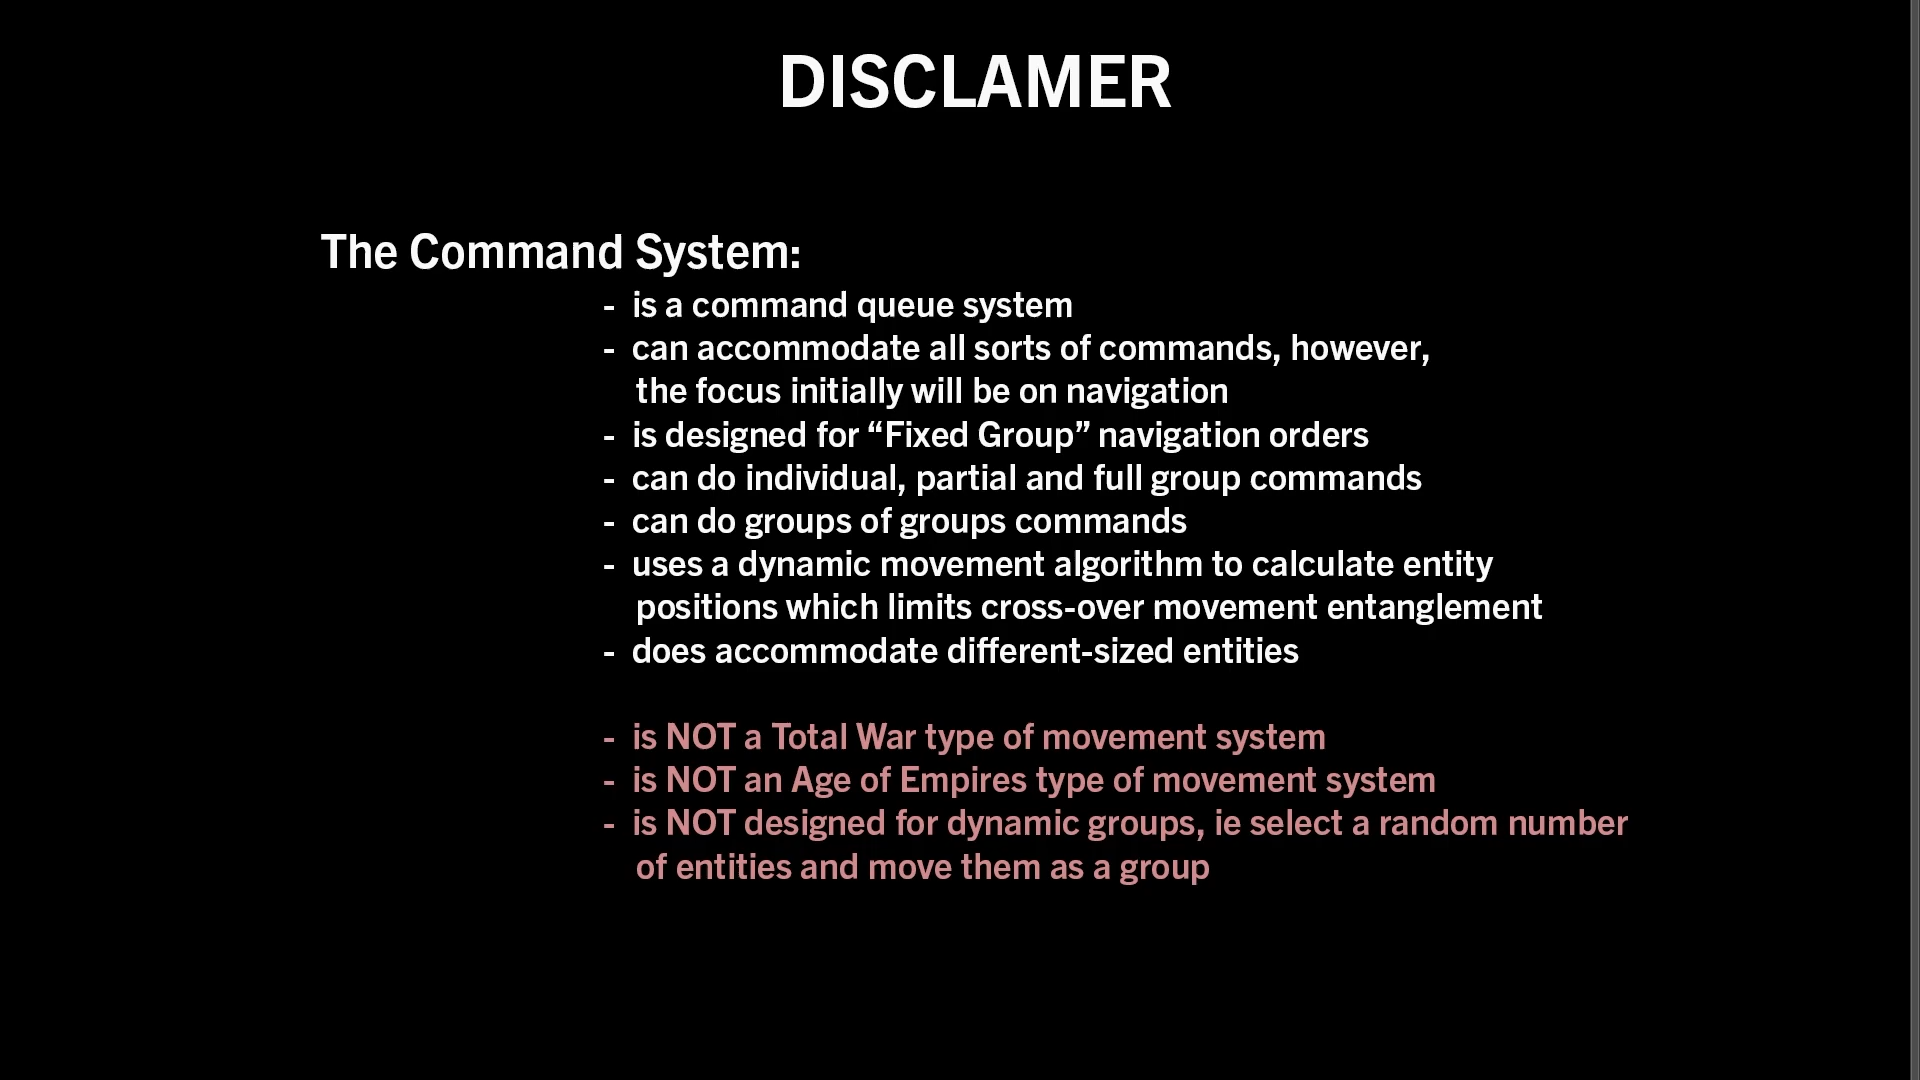 DISCLAMER
The Command System:
- is a command queue system
- can accommodate all sorts of commands, however,
the focus initially will be on navigation
- is designed for “Fixed Group” navigation orders
- can do individual, partial and full group commands
- can do groups of groups commands
- uses a dynamic movement algorithm to calculate entity
positions which limits cross-over movement entanglement
- does accommodate different-sized entities
- is NOT a Total War type of movement system
- is NOT an Age of Empires type of movement system
- is NOT designed for dynamic groups, ie select a random number
of entities and move them as a group